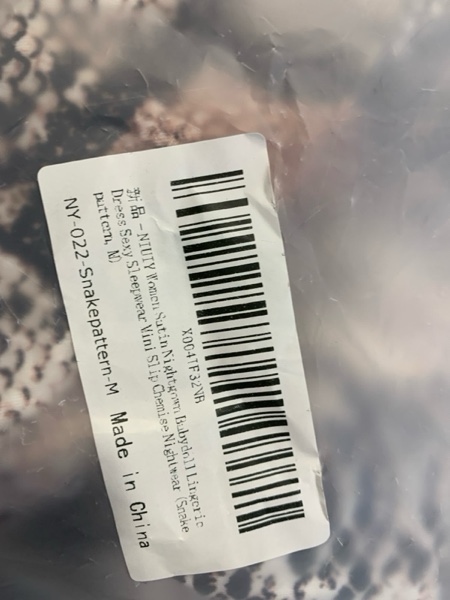 X0041F32NR
新品 - NIUIY Women Satin Nightgown Babydoll Lingerie
Dress Sexy Sleepwear Mini Slip Chemise Nightwear (Snake
pattern, M)
NY-022-Snakepattern-M Made in China